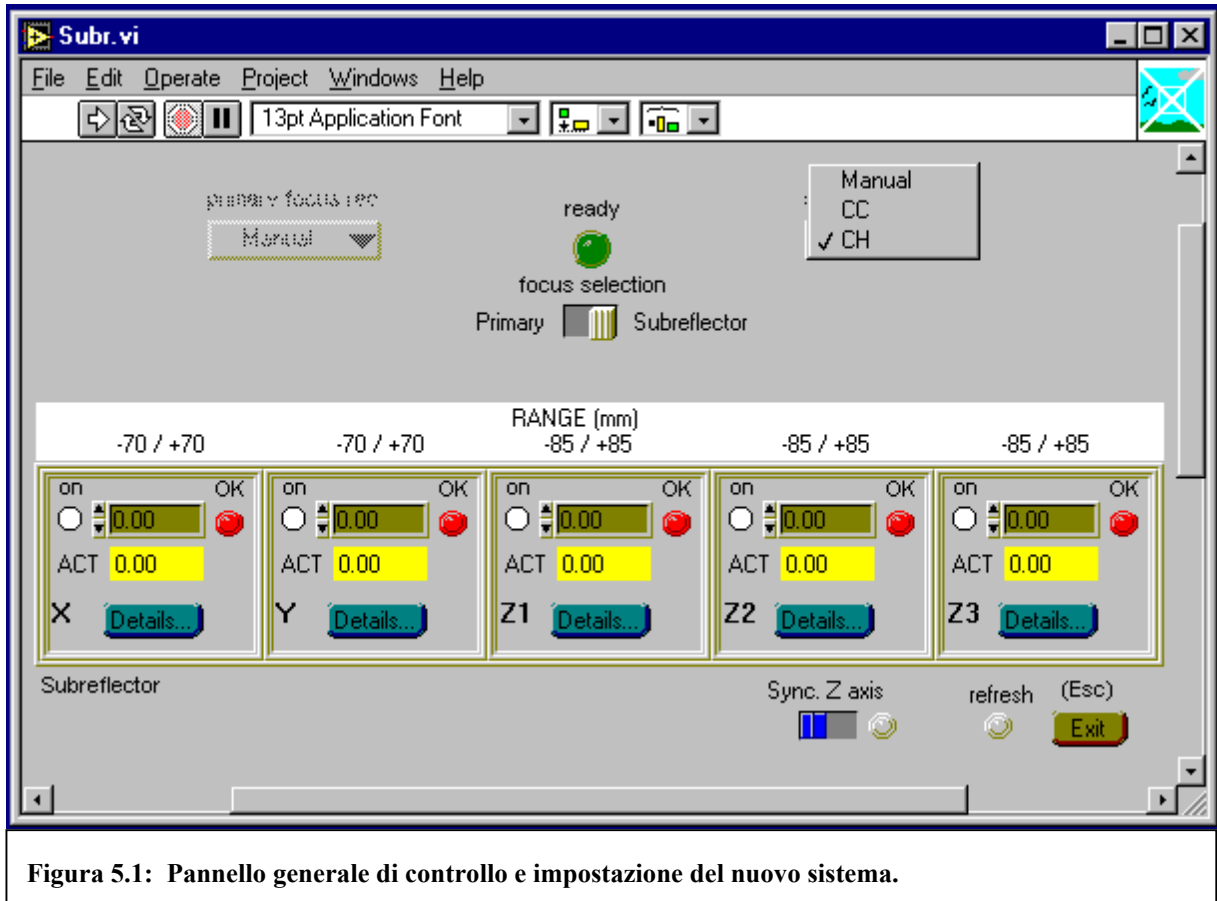 Subr.vi
File Edit Operate Project Windows Help
13pt Application Font
primary focus rec
Manual
ready
Manual
CC
✓ CH
focus selection
Primary Subreflector
RANGE (mm)
-70 / +70 -70 / +70 -85 / +85 -85 / +85 -85 / +85
on OK on OK on OK on OK on OK
0.00 0.00 0.00 0.00 0.00
ACT 0.00 ACT 0.00 ACT 0.00 ACT 0.00 ACT 0.00
X Details... Y Details... Z1 Details... Z2 Details... Z3 Details...
Subreflector Sync. Z axis refresh (Esc)
Exit
Figura 5.1: Pannello generale di controllo e impostazione del nuovo sistema.